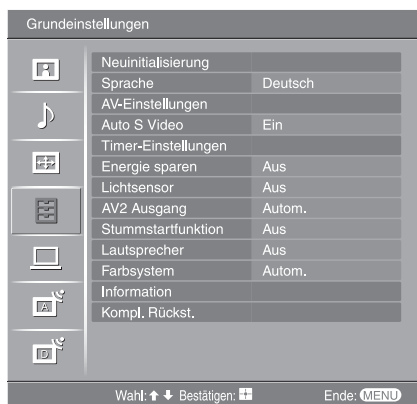 Grundeinstellungen
Neuinitialisierung
Sprache Deutsch
AV-Einstellungen
Auto S Video Ein
Timer-Einstellungen
Energie sparen Aus
Lichtsensor Aus
AV2 Ausgang Autom.
Stummstartfunktion Aus
Lautsprecher Aus
Farbsystem Autom.
Information
Kompl. Rückst.
A
D
Wahl: Bestätigen: Ende: MENU